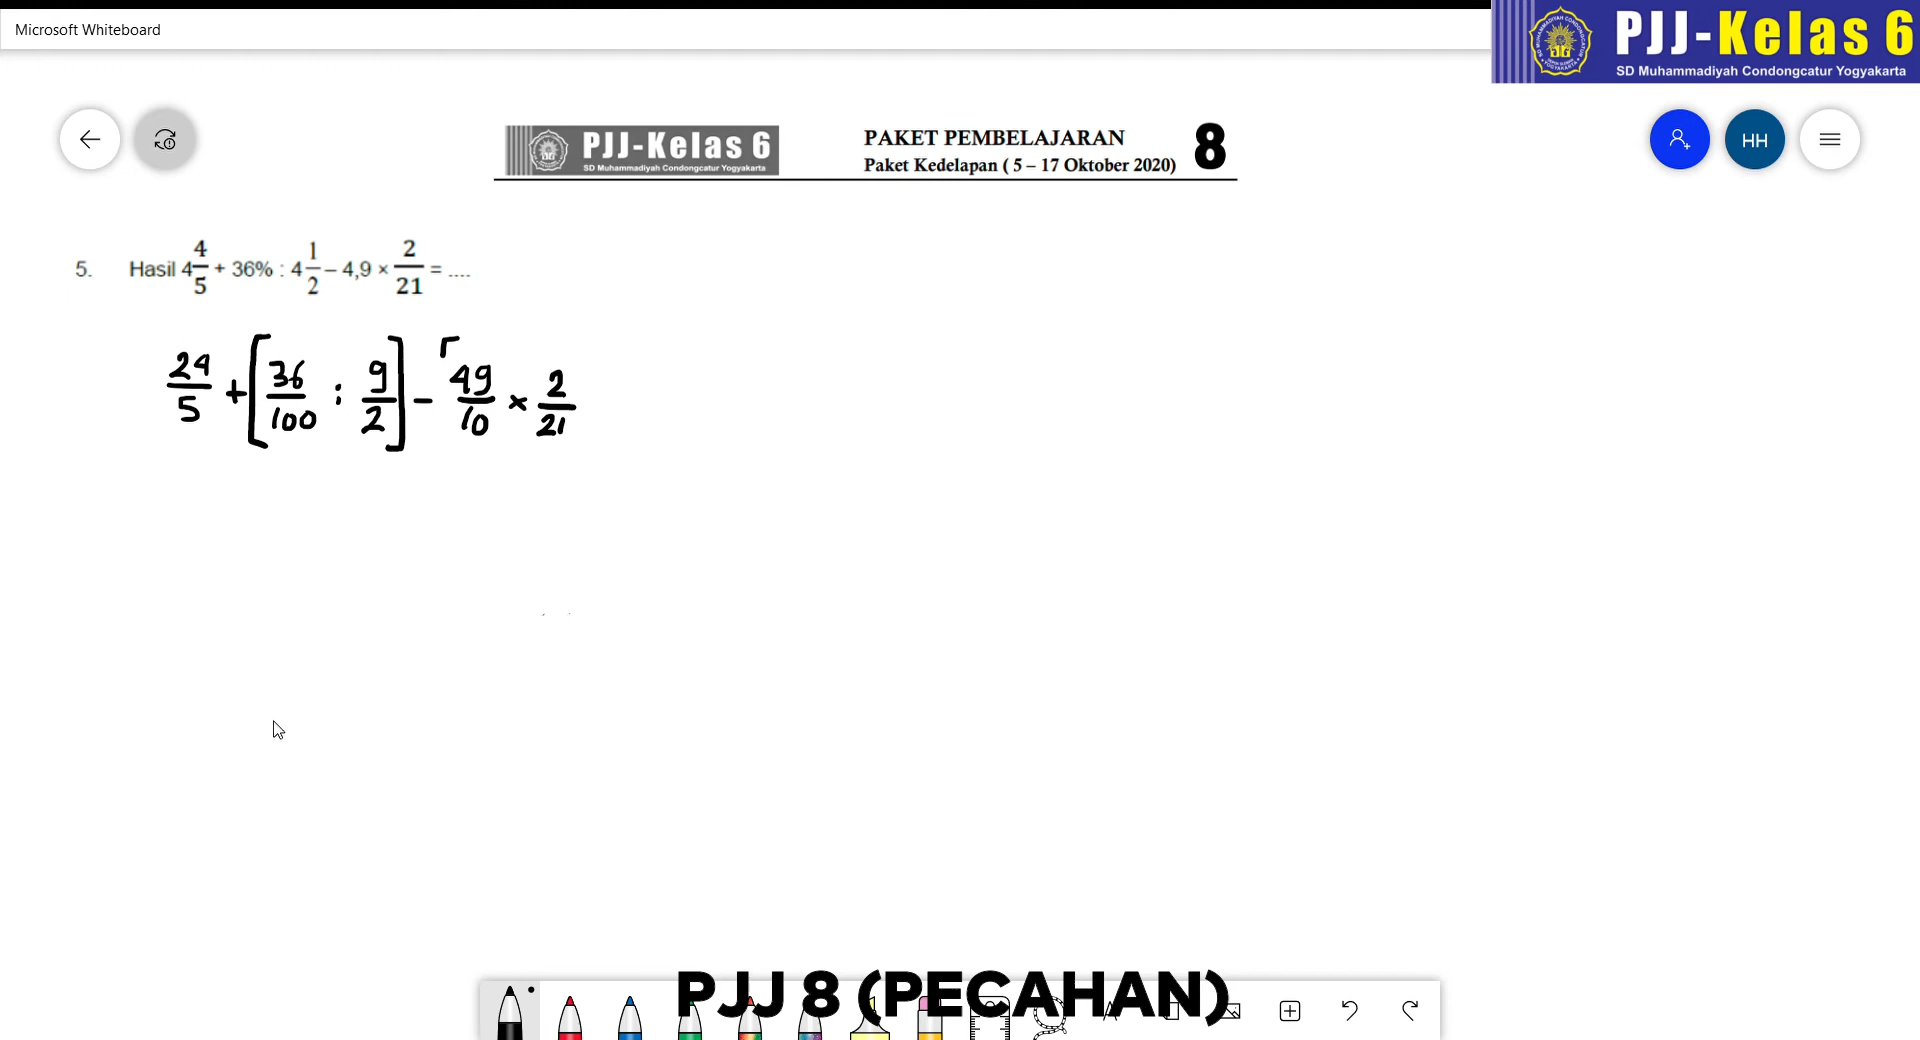 Microsoft Whiteboard
PJJ-Kelas 6
SD Muhammadiyah Condongcatur Yogyakarta
PJJ-Kelas 6
SD Muhammadiyah Condongcatur Yogyakarta
PAKET PEMBELAJARAN
Paket Kedelapan ( 5 – 17 Oktober 2020)
8
HH
5. Hasil 4 4/5 + 36% : 4 1/2 – 4,9 × 2/21 = ....
24/5 + [36/100 : 9/2] - 49/10 × 2/21
PJJ 8 (PECAHAN)